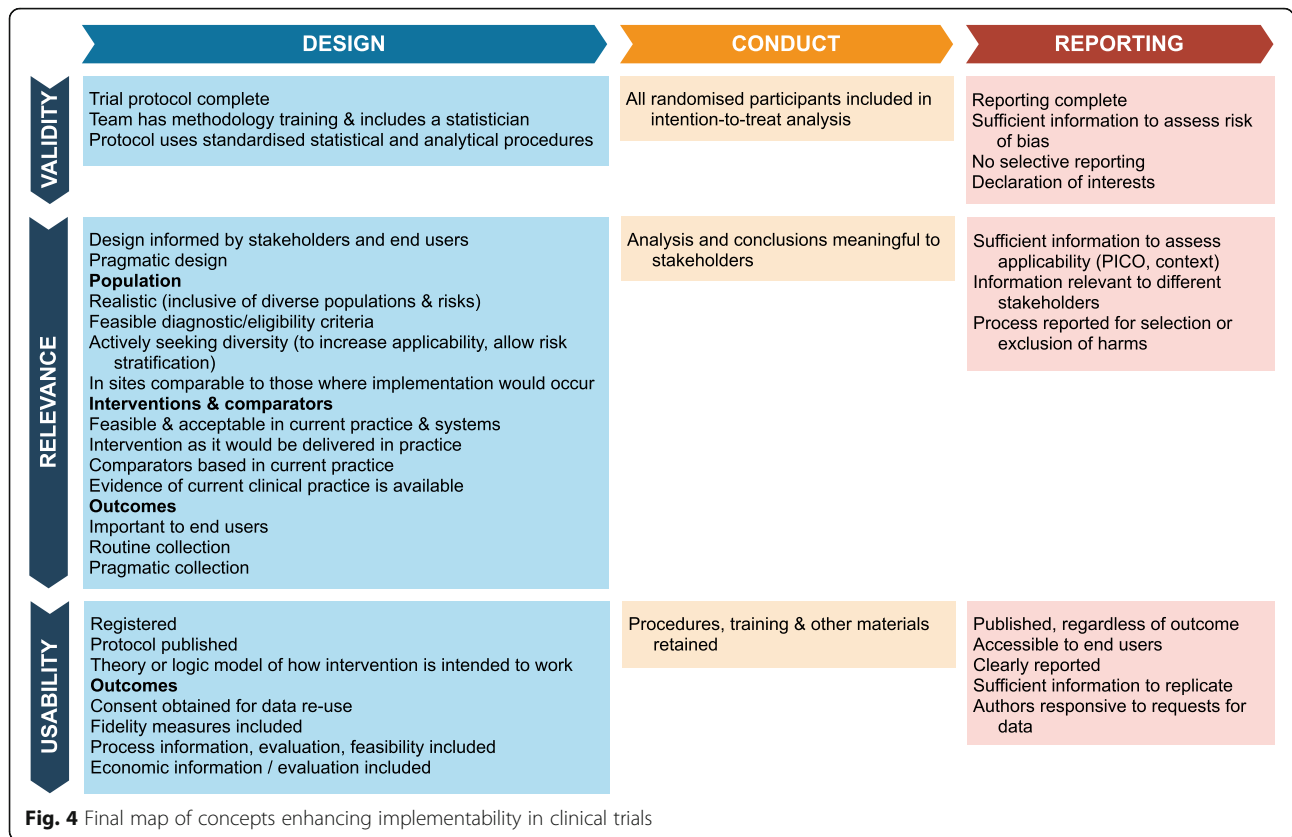 DESIGN
CONDUCT
REPORTING
VALIDITY
Trial protocol complete
Team has methodology training & includes a statistician
Protocol uses standardised statistical and analytical procedures
All randomised participants included in
intention-to-treat analysis
Reporting complete
Sufficient information to assess risk
of bias
No selective reporting
Declaration of interests
RELEVANCE
Design informed by stakeholders and end users
Pragmatic design
Population
Realistic (inclusive of diverse populations & risks)
Feasible diagnostic/eligibility criteria
Actively seeking diversity (to increase applicability, allow risk
stratification)
In sites comparable to those where implementation would occur
Interventions & comparators
Feasible & acceptable in current practice & systems
Intervention as it would be delivered in practice
Comparators based in current practice
Evidence of current clinical practice is available
Outcomes
Important to end users
Routine collection
Pragmatic collection
Analysis and conclusions meaningful to
stakeholders
Sufficient information to assess
applicability (PICO, context)
Information relevant to different
stakeholders
Process reported for selection or
exclusion of harms
USABILITY
Registered
Protocol published
Theory or logic model of how intervention is intended to work
Outcomes
Consent obtained for data re-use
Fidelity measures included
Process information, evaluation, feasibility included
Economic information / evaluation included
Procedures, training & other materials
retained
Published, regardless of outcome
Accessible to end users
Clearly reported
Sufficient information to replicate
Authors responsive to requests for
data
Fig. 4 Final map of concepts enhancing implementability in clinical trials